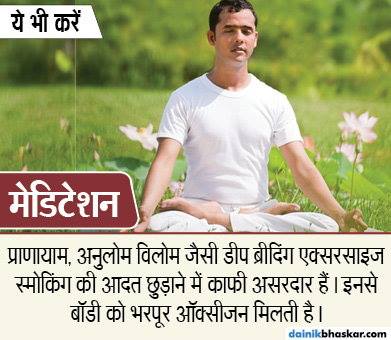 ये भी करें
मेडिटेशन
प्राणायाम, अनुलोम विलोम जैसी डीप ब्रीदिंग एक्सरसाइज
स्मोकिंग की आदत छुड़ाने में काफी असरदार हैं। इनसे
बॉडी को भरपूर ऑक्सीजन मिलती है।
dainikbhaskar.com